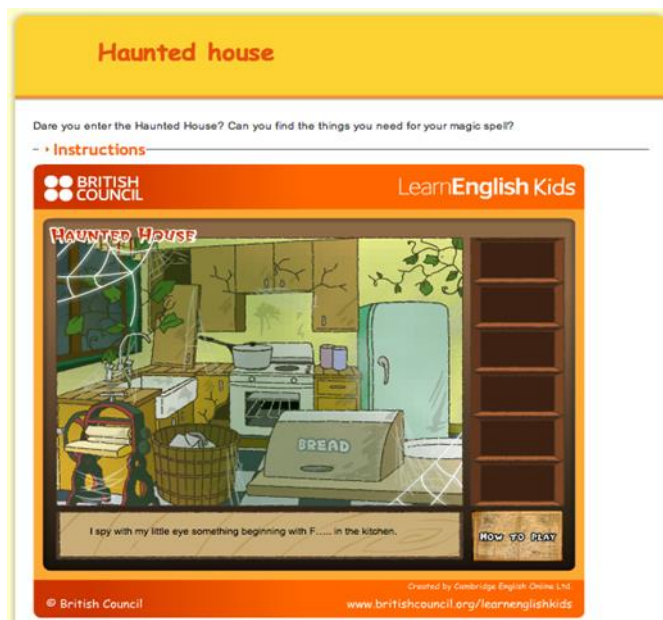 Haunted house
Dare you enter the Haunted House? Can you find the things you need for your magic spell?
Instructions
BRITISH
COUNCIL
LearnEnglish Kids
HAUNTED HOUSE
BREAD
I spy with my little eye something beginning with F...... in the kitchen.
HOW TO PLAY
Created by Cambridge English Online Ltd.
© British Council
www.britishcouncil.org/learnenglishkids